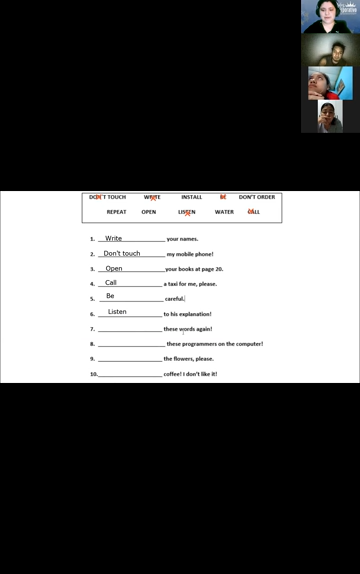 DON'T TOUCH WRITE INSTALL BE DON'T ORDER
REPEAT OPEN LISTEN WATER CALL
1. Write your names.
2. Don't touch my mobile phone!
3. Open your books at page 20.
4. Call a taxi for me, please.
5. Be careful.
6. Listen to his explanation!
7. these words again!
8. these programmers on the computer!
9. the flowers, please.
10. coffee! I don't like it!